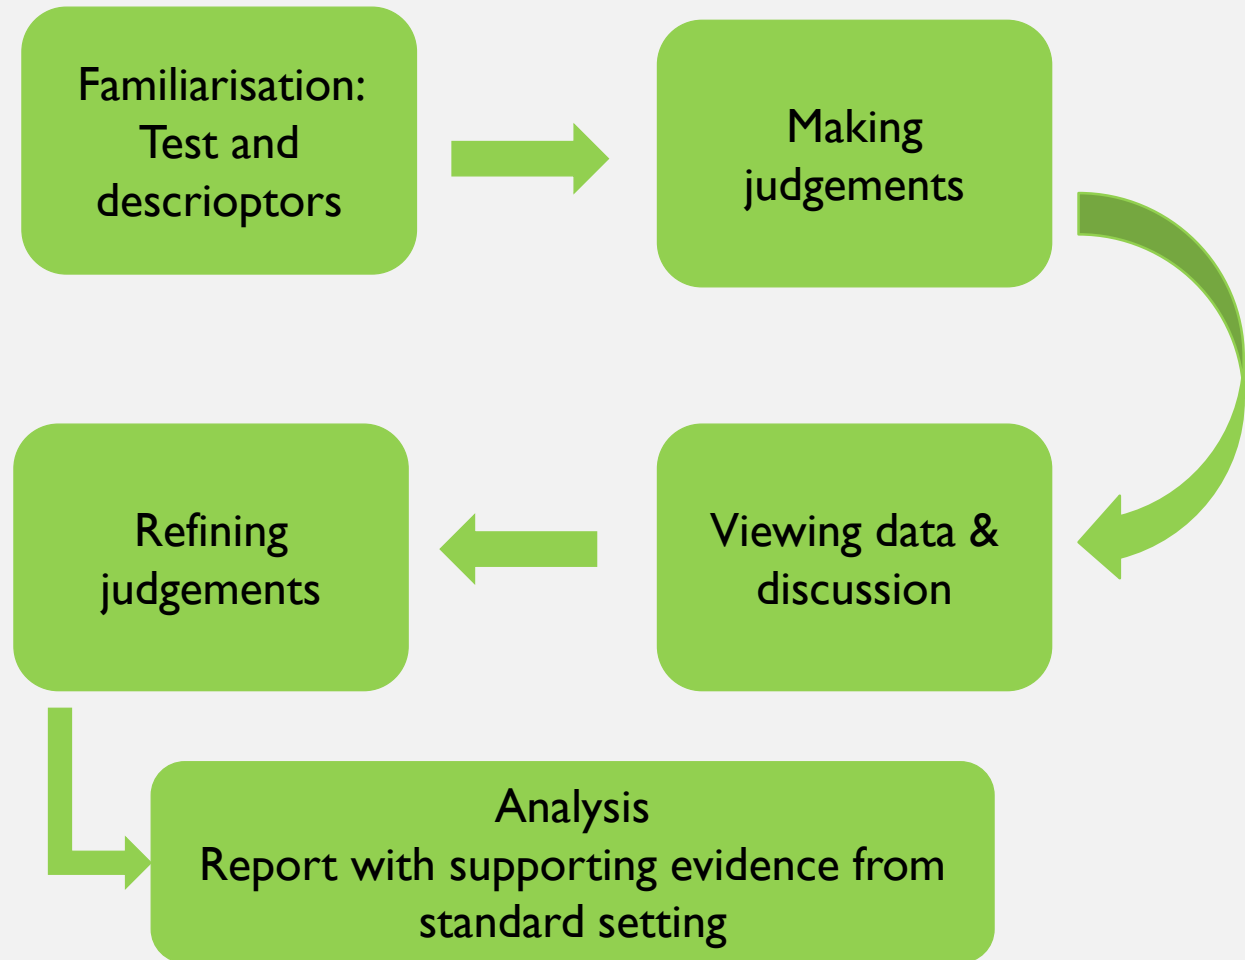 Familiarisation:
Test and
descrioptors
Making
judgements
Viewing data &
discussion
Refining
judgements
Analysis
Report with supporting evidence from
standard setting